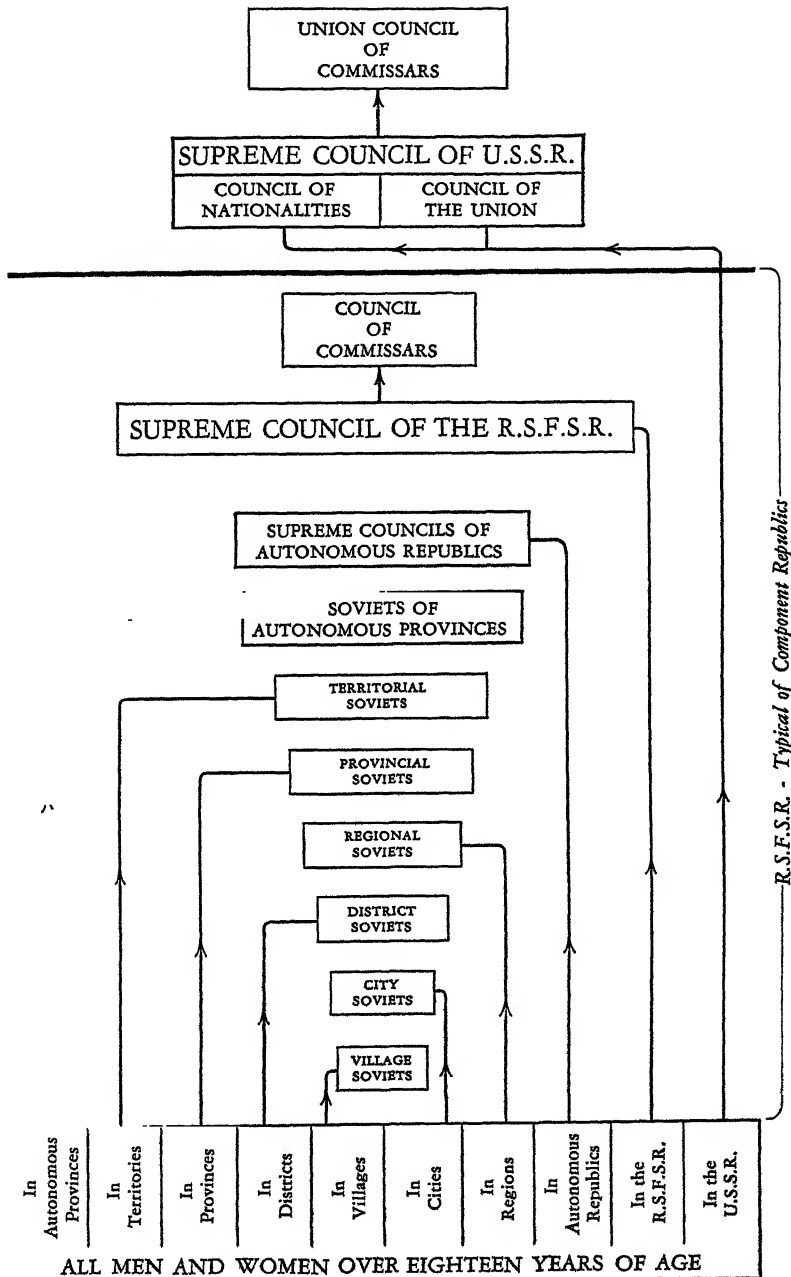 UNION COUNCIL
OF
COMMISSARS
SUPREME COUNCIL OF U.S.S.R.
COUNCIL OF
NATIONALITIES
COUNCIL OF
THE UNION
COUNCIL
OF
COMMISSARS
SUPREME COUNCIL OF THE R.S.F.S.R.
SUPREME COUNCILS OF
AUTONOMOUS REPUBLICS
SOVIETS OF
AUTONOMOUS PROVINCES
TERRITORIAL
SOVIETS
PROVINCIAL
SOVIETS
REGIONAL
SOVIETS
DISTRICT
SOVIETS
CITY
SOVIETS
VILLAGE
SOVIETS
R.S.F.S.R. - Typical of Component Republics
In
Autonomous
Provinces
In
Territories
In
Provinces
In
Districts
In
Villages
In
Cities
In
Regions
In
Autonomous
Republics
In the
R.S.F.S.R.
In the
U.S.S.R.
ALL MEN AND WOMEN OVER EIGHTEEN YEARS OF AGE